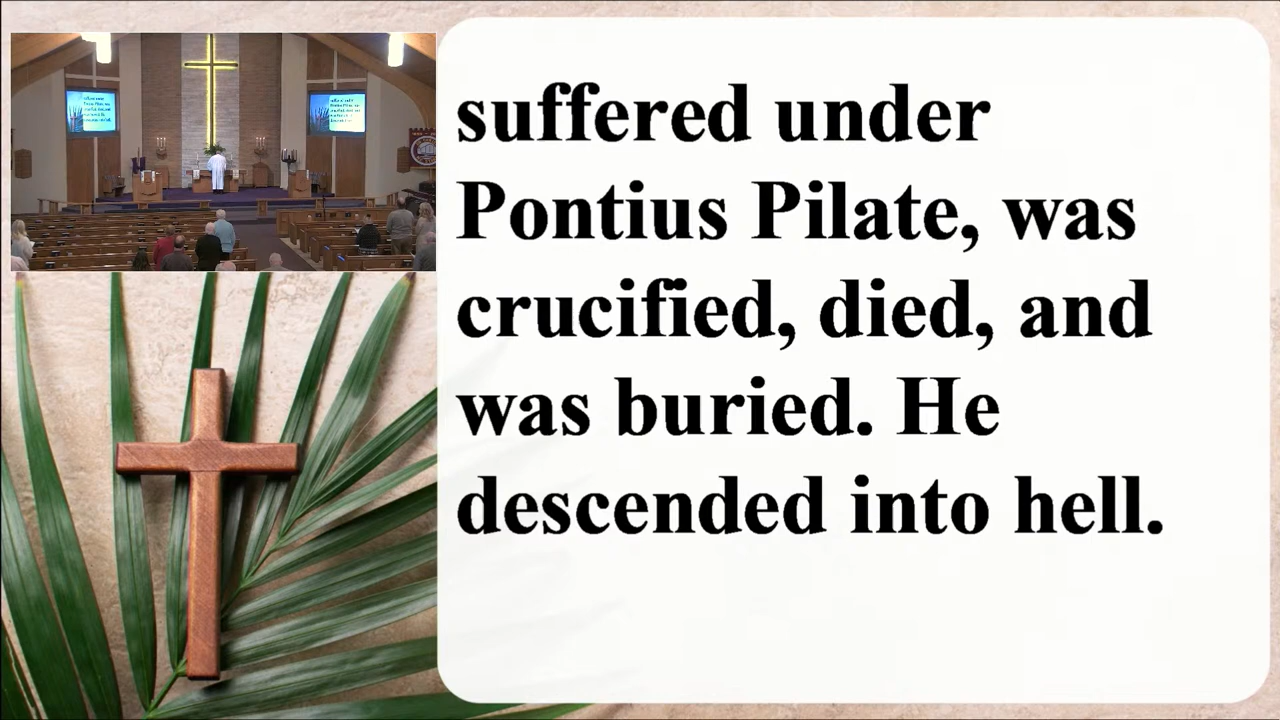 suffered under
Pontius Pilate, was
crucified, died, and
was buried. He
descended into hell.